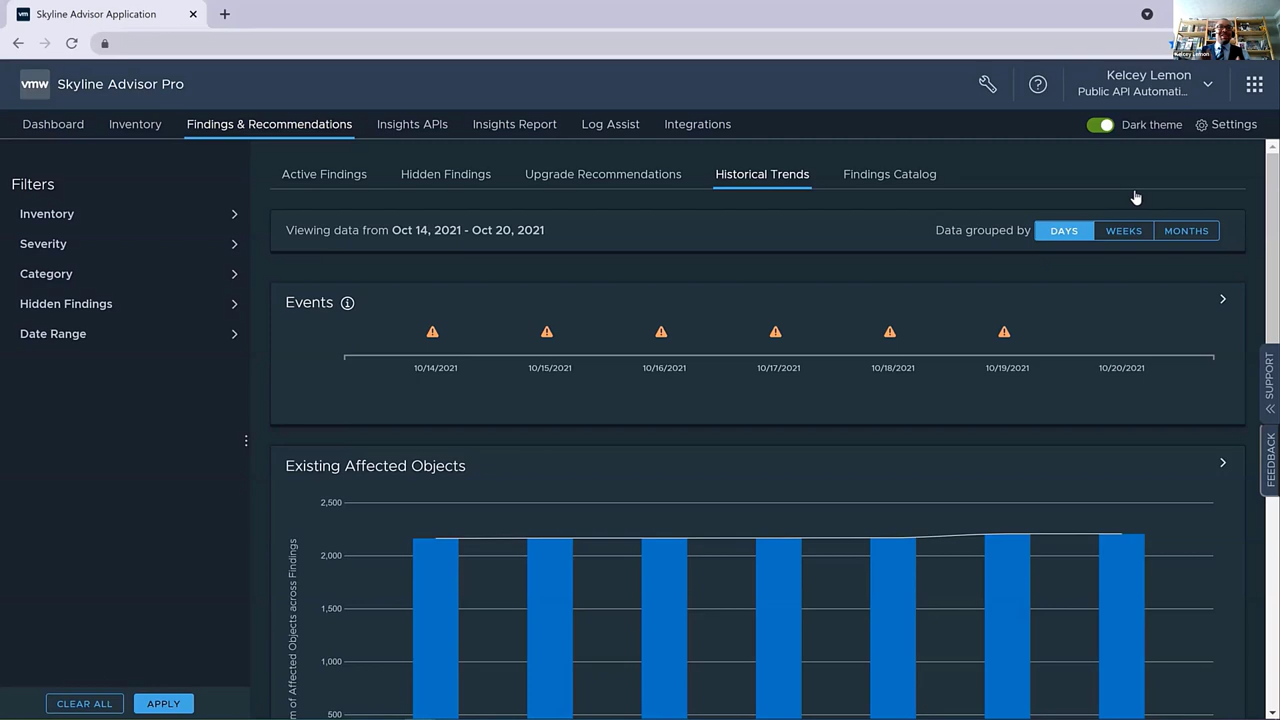 vm Skyline Advisor Application
vmw Skyline Advisor Pro
Kelcey Lemon
Kelcey Lemon
Public API Automati...
Dashboard Inventory Findings & Recommendations Insights APIs Insights Report Log Assist Integrations Dark theme Settings
Filters
Inventory
Severity
Category
Hidden Findings
Date Range
CLEAR ALL APPLY
Active Findings Hidden Findings Upgrade Recommendations Historical Trends Findings Catalog
Viewing data from Oct 14, 2021 - Oct 20, 2021 Data grouped by DAYS WEEKS MONTHS
Events
10/14/2021 10/15/2021 10/16/2021 10/17/2021 10/18/2021 10/19/2021 10/20/2021
Existing Affected Objects
2,500
2,000
1,500
1,000
500
m of Affected Objects across Findings
SUPPORT
FEEDBACK